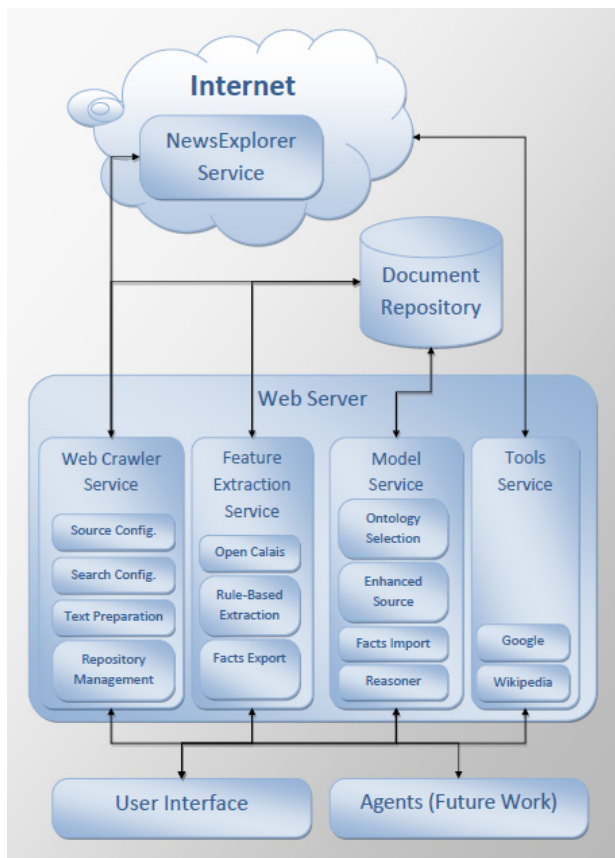 Internet
NewsExplorer
Service
Document
Repository
Web Server
Web Crawler
Service
Source Config.
Search Config.
Text Preparation
Repository
Management
Feature
Extraction
Service
Open Calais
Rule-Based
Extraction
Facts Export
Model
Service
Ontology
Selection
Enhanced
Source
Facts Import
Reasoner
Tools
Service
Google
Wikipedia
User Interface
Agents (Future Work)